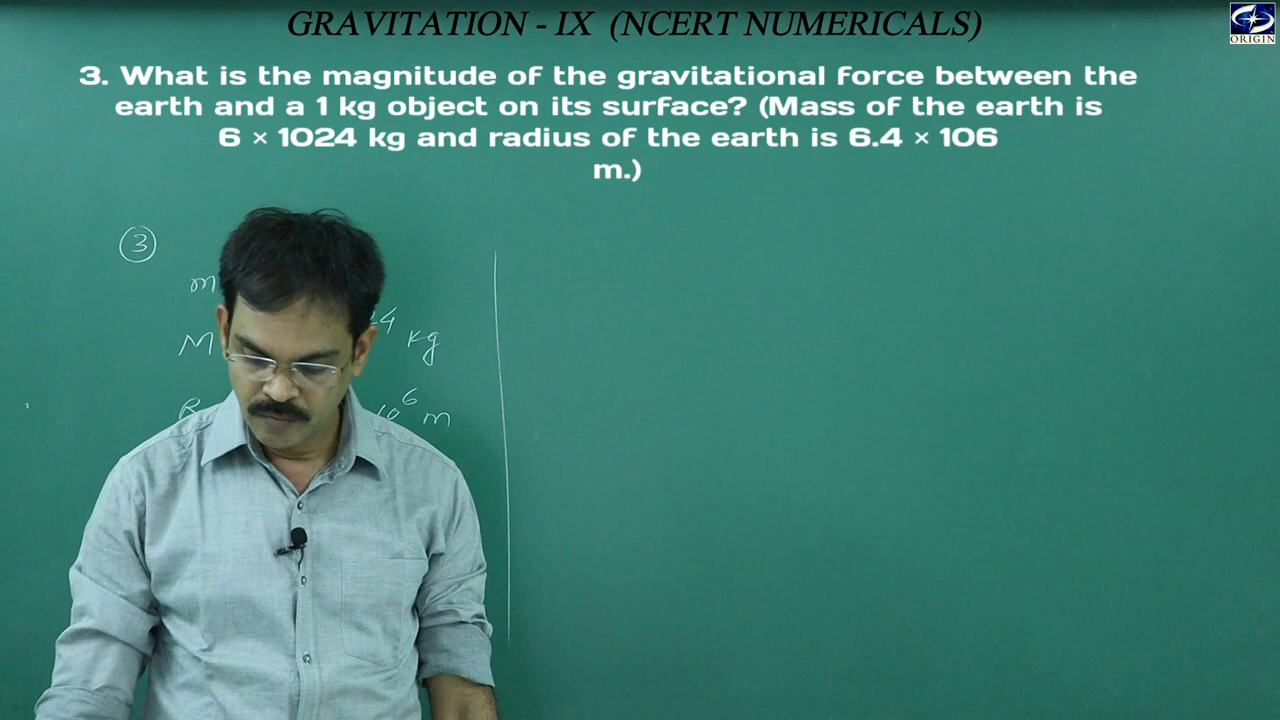 GRAVITATION - IX (NCERT NUMERICALS)
ORIGIN
3. What is the magnitude of the gravitational force between the
earth and a 1 kg object on its surface? (Mass of the earth is
6 × 1024 kg and radius of the earth is 6.4 × 106
m.)
3
m
M 24 kg
R 10⁶ m